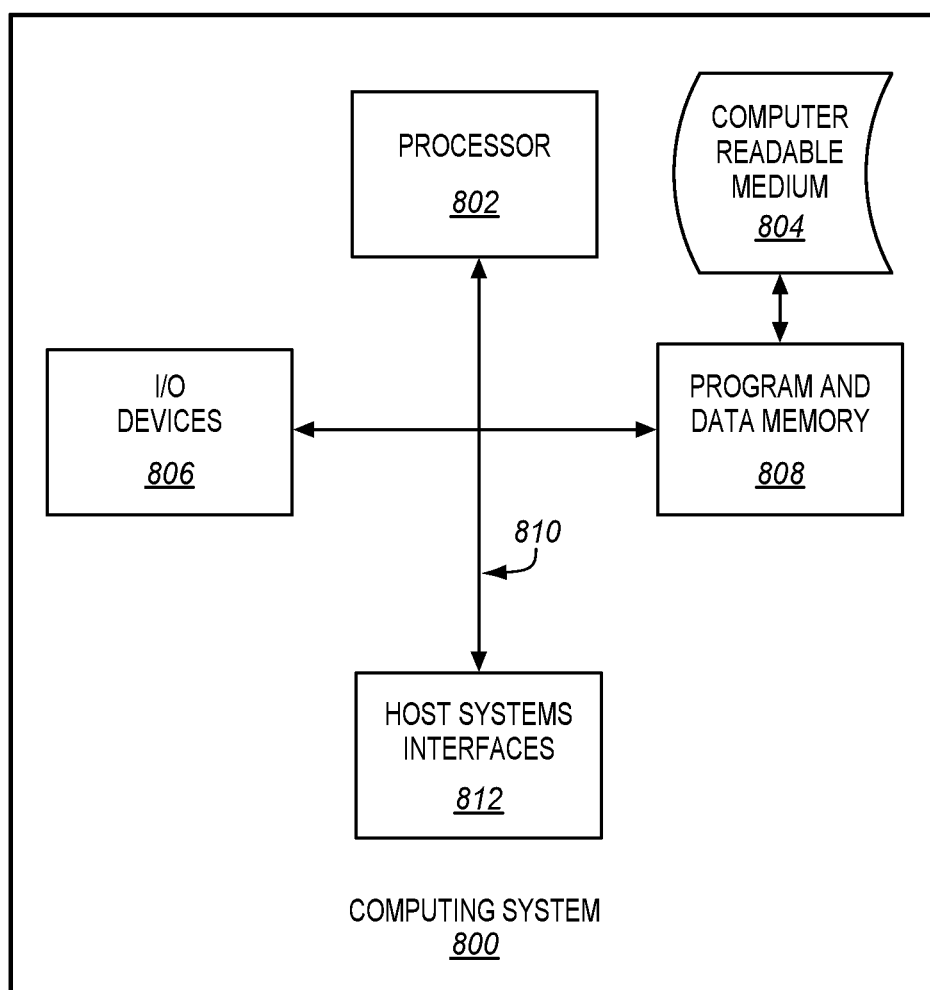 PROCESSOR
802
COMPUTER
READABLE
MEDIUM
804
I/O
DEVICES
806
PROGRAM AND
DATA MEMORY
808
810
HOST SYSTEMS
INTERFACES
812
COMPUTING SYSTEM
800